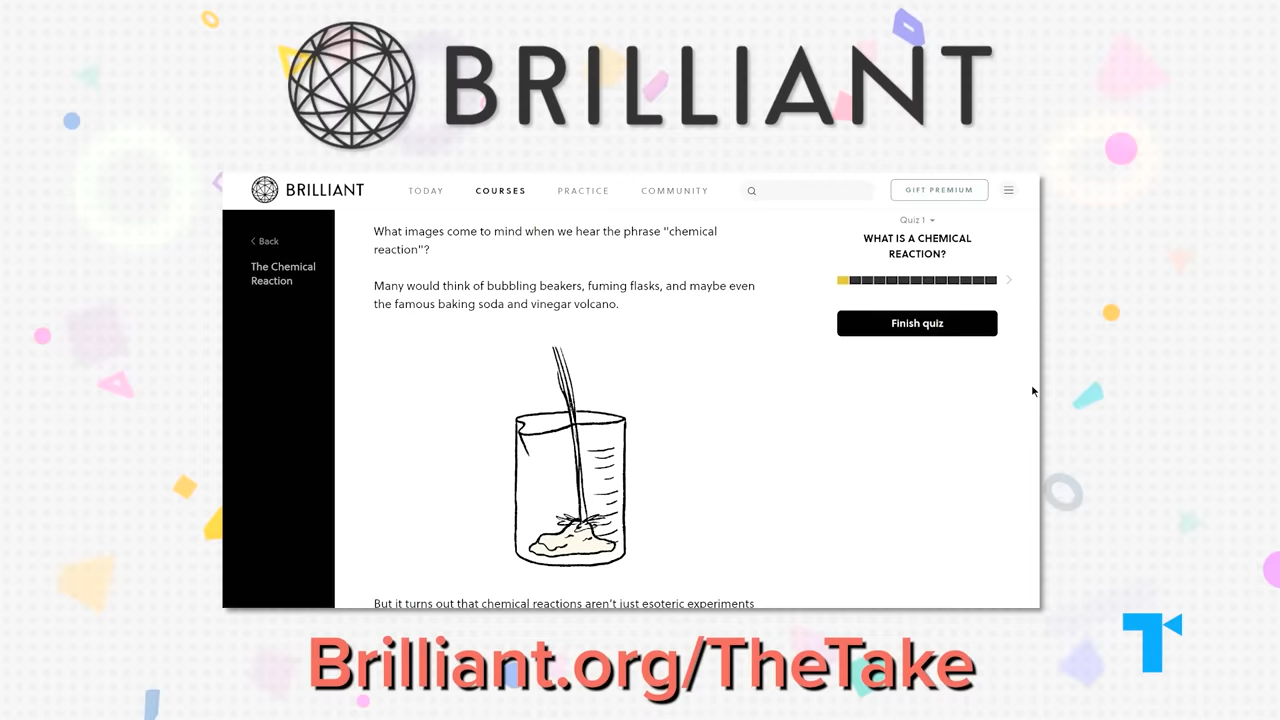 BRILLIANT
BRILLIANT
TODAY
COURSES
PRACTICE
COMMUNITY
GIFT PREMIUM
Back
The Chemical
Reaction
What images come to mind when we hear the phrase "chemical
reaction"?
Many would think of bubbling beakers, fuming flasks, and maybe even
the famous baking soda and vinegar volcano.
But it turns out that chemical reactions aren't just esoteric experiments
Quiz 1
WHAT IS A CHEMICAL
REACTION?
Finish quiz
Brilliant.org/TheTake
T